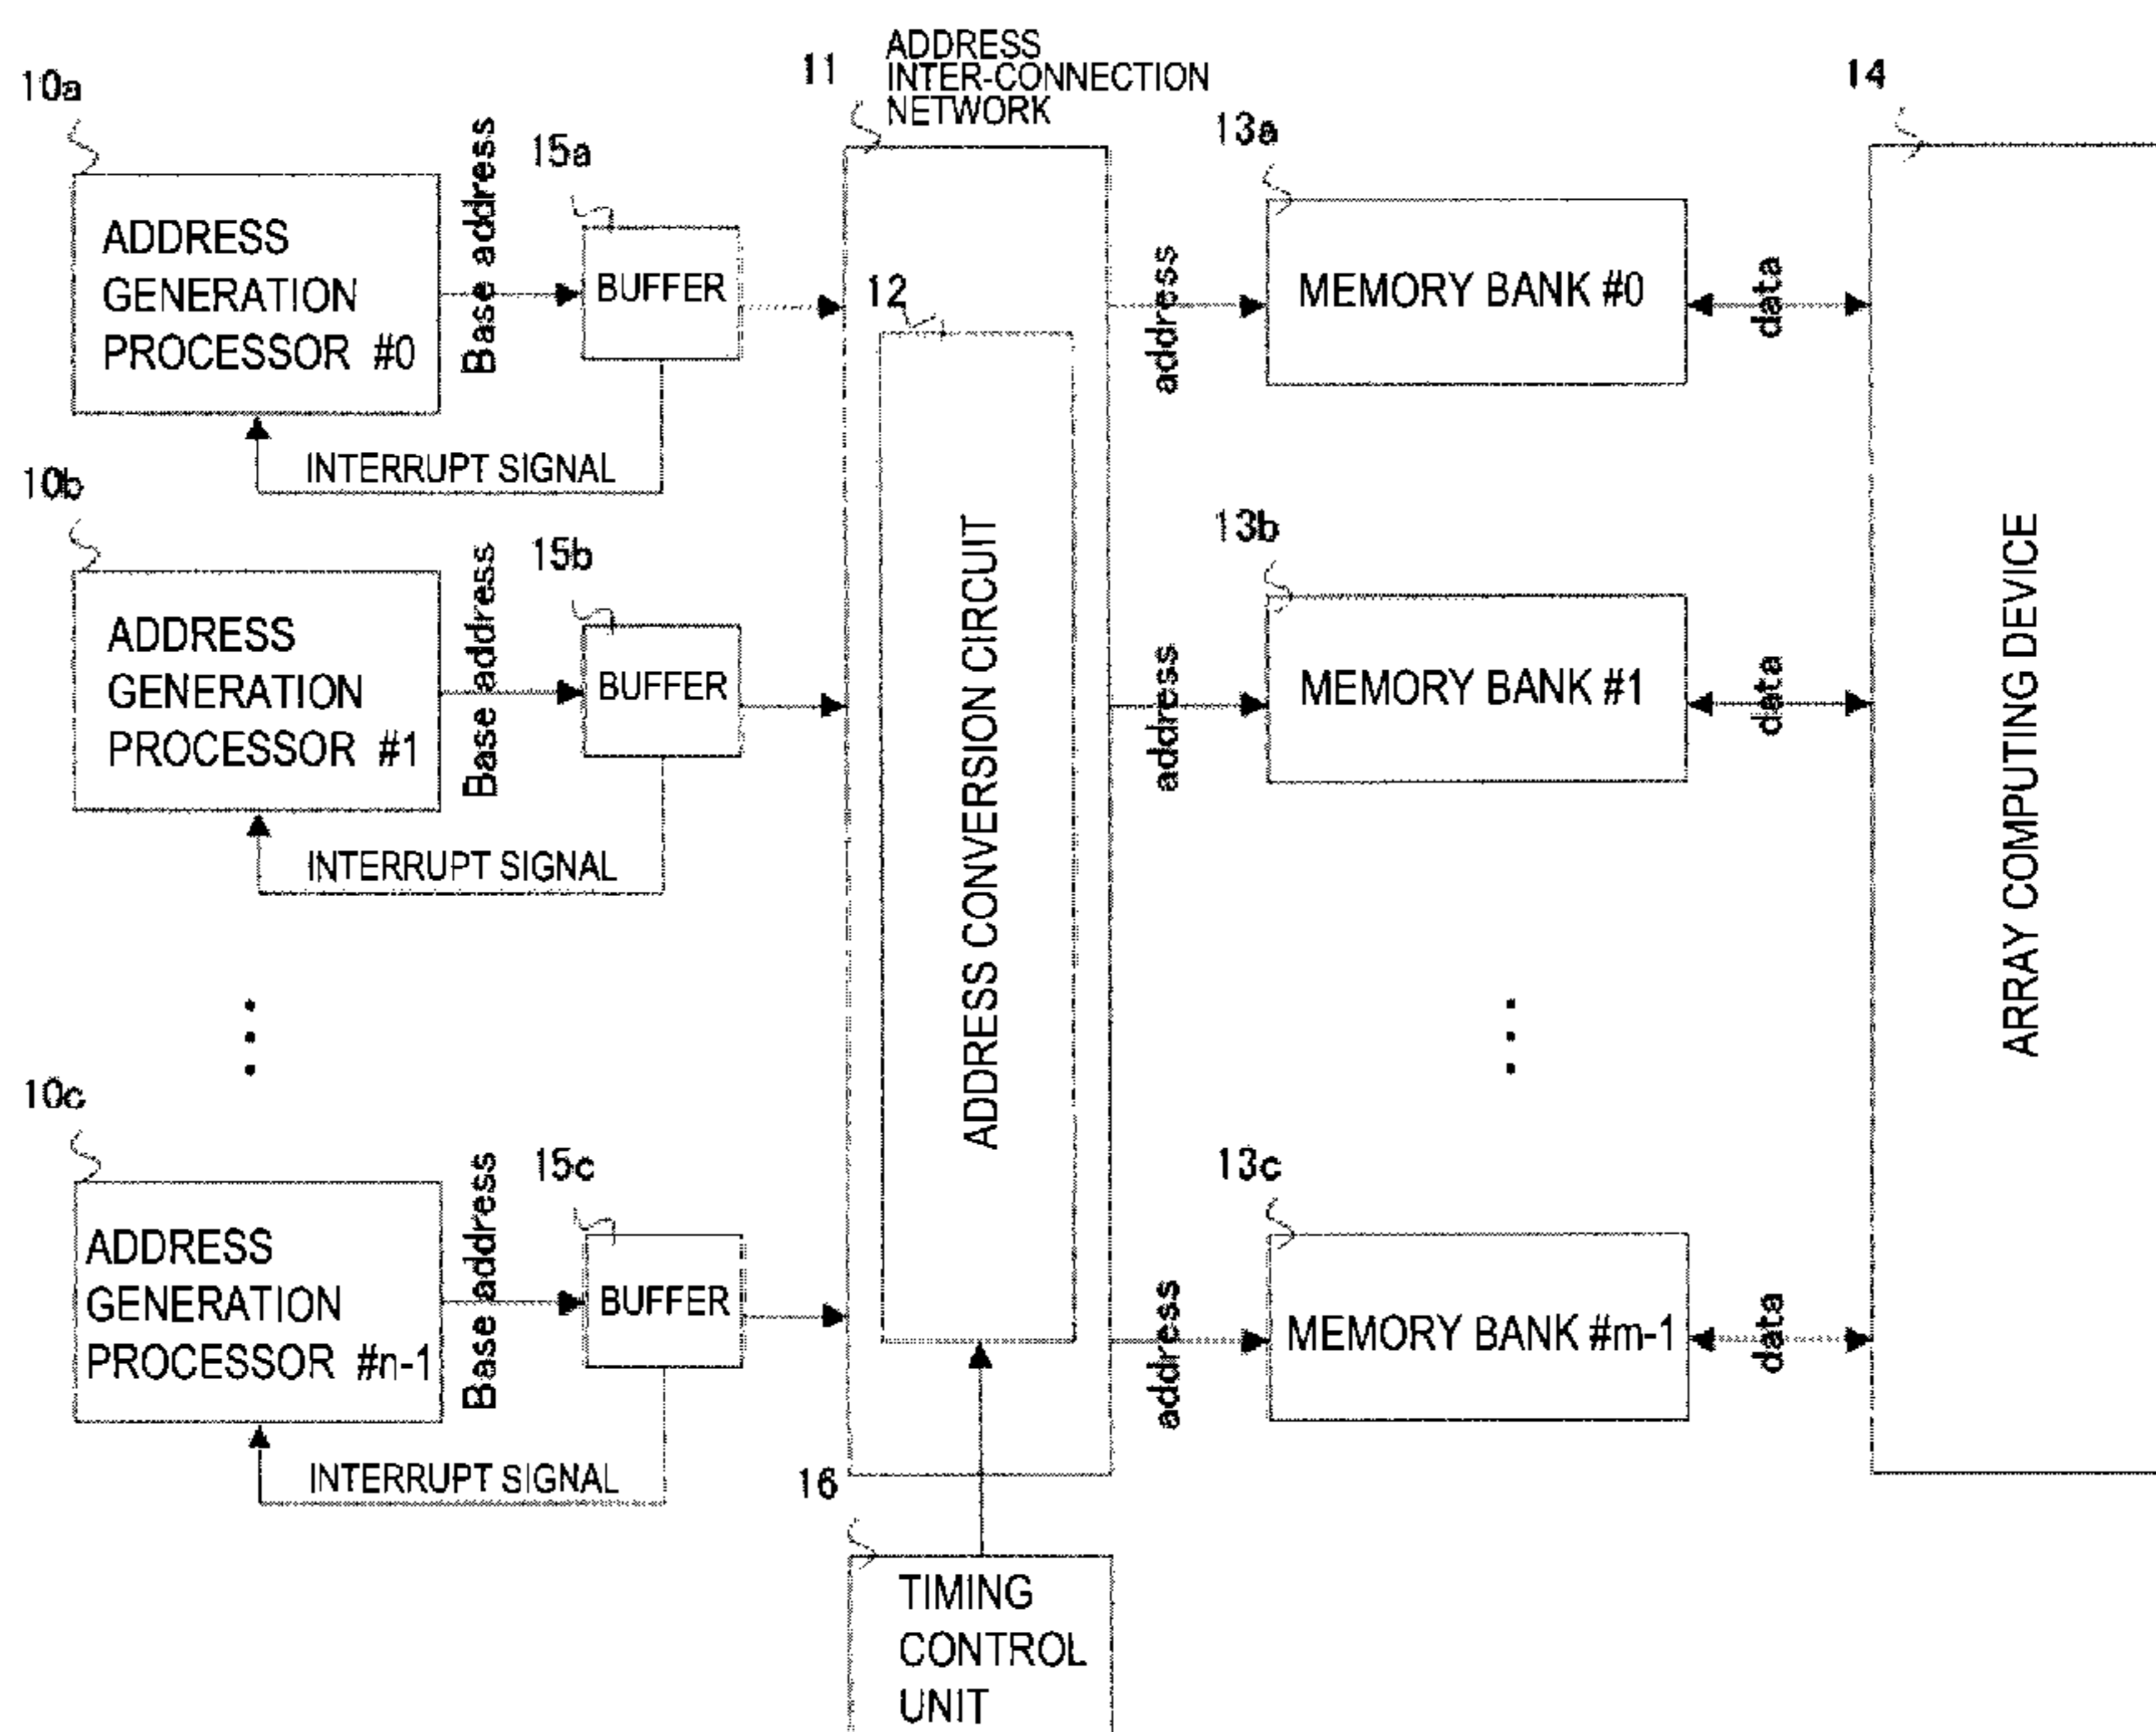 10a
ADDRESS
GENERATION
PROCESSOR #0
Base address
15a
BUFFER
INTERRUPT SIGNAL
11
ADDRESS
INTER-CONNECTION
NETWORK
12
ADDRESS CONVERSION CIRCUIT
address
13a
MEMORY BANK #0
data
14
ARRAY COMPUTING DEVICE
10b
ADDRESS
GENERATION
PROCESSOR #1
Base address
15b
BUFFER
INTERRUPT SIGNAL
address
13b
MEMORY BANK #1
data
10c
ADDRESS
GENERATION
PROCESSOR #n-1
Base address
15c
BUFFER
INTERRUPT SIGNAL
address
13c
MEMORY BANK #m-1
data
16
TIMING
CONTROL
UNIT